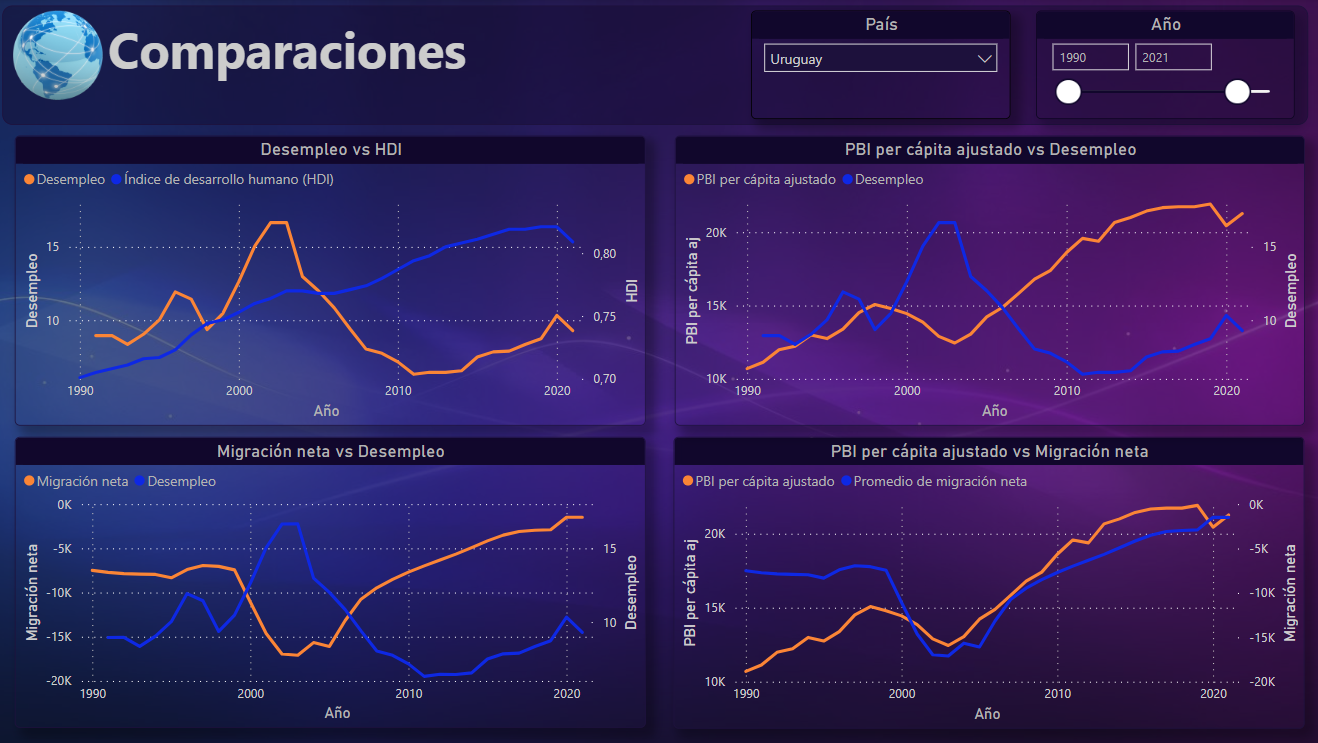 Comparaciones
País
Uruguay
Año
1990 2021
Desempleo vs HDI
Desempleo Índice de desarrollo humano (HDI)
Desempleo
15
10
0,80
0,75
0,70
HDI
1990 2000 2010 2020
Año
PBI per cápita ajustado vs Desempleo
PBI per cápita ajustado Desempleo
PBI per cápita aj
20K
15K
10K
15
10
Desempleo
1990 2000 2010 2020
Año
Migración neta vs Desempleo
Migración neta Desempleo
Migración neta
0K
-5K
-10K
-15K
-20K
15
10
Desempleo
1990 2000 2010 2020
Año
PBI per cápita ajustado vs Migración neta
PBI per cápita ajustado Promedio de migración neta
PBI per cápita aj
20K
15K
10K
0K
-5K
-10K
-15K
-20K
Migración neta
1990 2000 2010 2020
Año